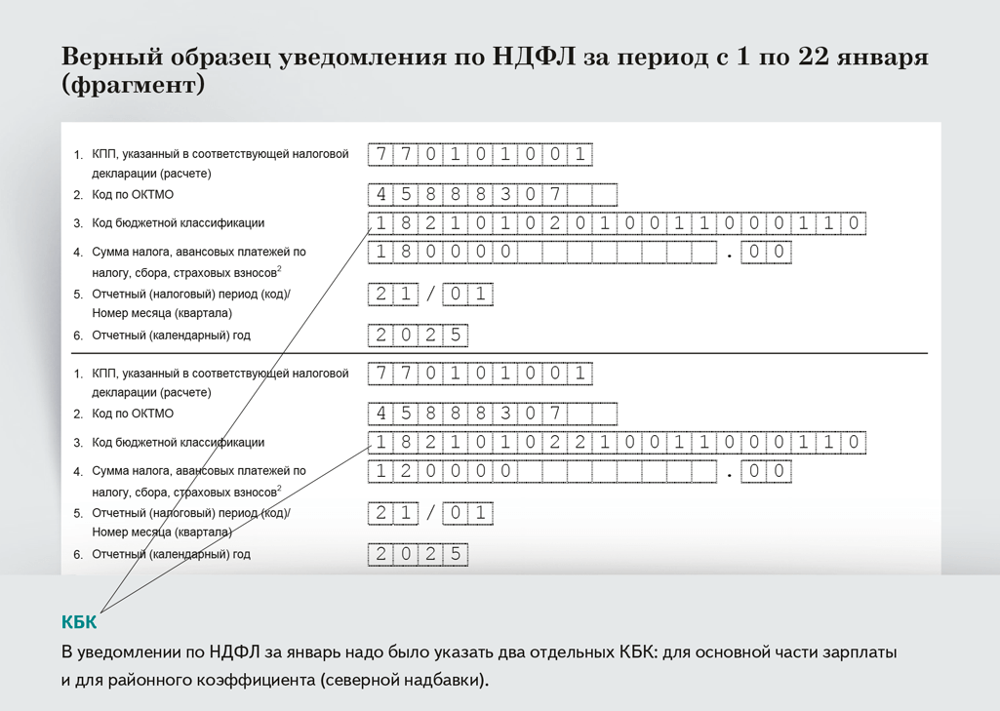 Верный образец уведомления по НДФЛ за период с 1 по 22 января
(фрагмент)
1. КПП, указанный в соответствующей налоговой 770101001
декларации (расчете)
2. Код по ОКТМО 45888307
3. Код бюджетной классификации 18210102010011000110
4. Сумма налога, авансовых платежей по 180000 . 00
налогу, сбора, страховых взносов2
5. Отчетный (налоговый) период (код)/ 21 / 01
Номер месяца (квартала)
6. Отчетный (календарный) год 2025
1. КПП, указанный в соответствующей налоговой 770101001
декларации (расчете)
2. Код по ОКТМО 45888307
3. Код бюджетной классификации 18210102210011000110
4. Сумма налога, авансовых платежей по 120000 . 00
налогу, сбора, страховых взносов2
5. Отчетный (налоговый) период (код)/ 21 / 01
Номер месяца (квартала)
6. Отчетный (календарный) год 2025
КБК
В уведомлении по НДФЛ за январь надо было указать два отдельных КБК: для основной части зарплаты
и для районного коэффициента (северной надбавки).